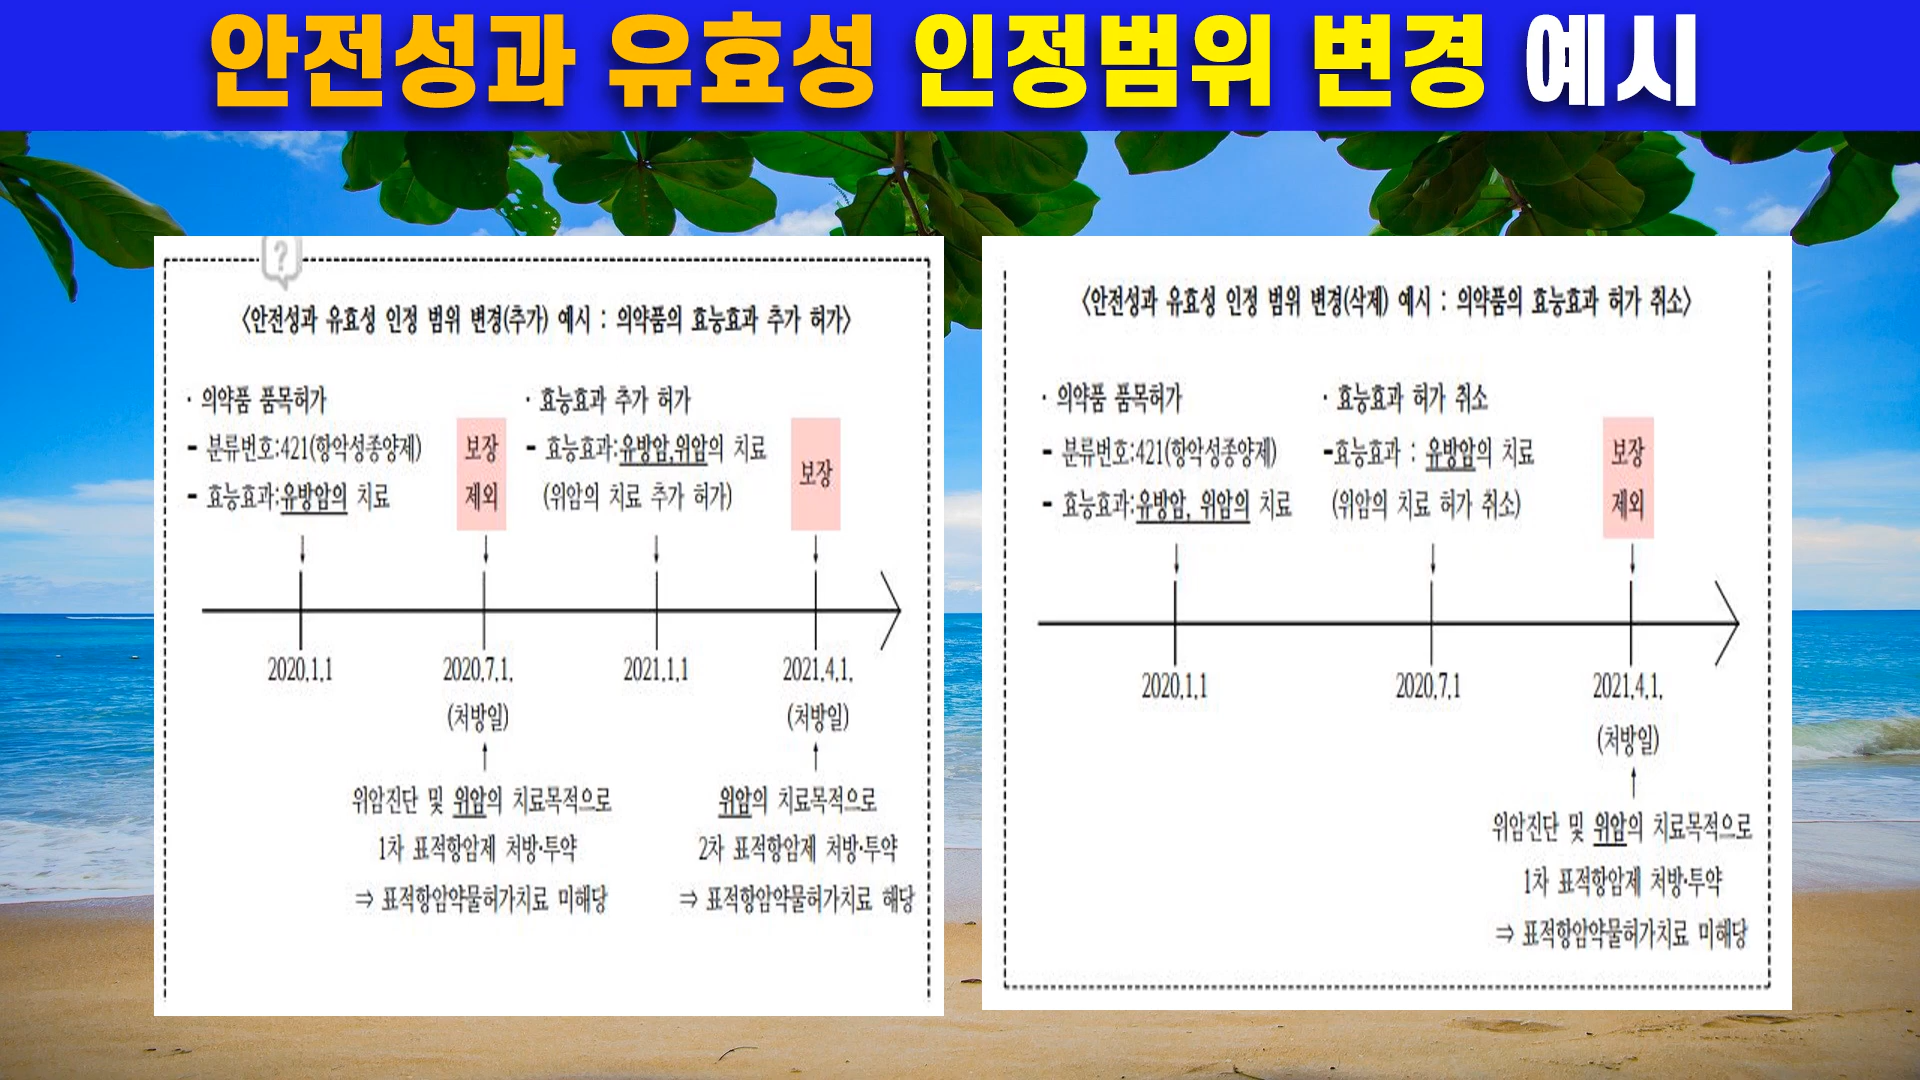 안전성과 유효성 인정범위 변경 예시
?
〈안전성과 유효성 인정 범위 변경(추가) 예시 : 의약품의 효능효과 추가 허가〉
· 의약품 품목허가
- 분류번호:421(항악성종양제)
- 효능효과:유방암의 치료
보장
제외
· 효능효과 추가 허가
- 효능효과:유방암,위암의 치료
(위암의 치료 추가 허가)
보장
2020.1.1
2020.7.1.
(처방일)
2021.1.1
2021.4.1.
(처방일)
위암진단 및 위암의 치료목적으로
1차 표적항암제 처방·투약
⇒ 표적항암약물허가치료 미해당
위암의 치료목적으로
2차 표적항암제 처방·투약
⇒ 표적항암약물허가치료 해당
〈안전성과 유효성 인정 범위 변경(삭제) 예시 : 의약품의 효능효과 허가 취소〉
· 의약품 품목허가
- 분류번호:421(항악성종양제)
- 효능효과:유방암, 위암의 치료
· 효능효과 허가 취소
-효능효과 : 유방암의 치료
(위암의 치료 허가 취소)
보장
제외
2020.1.1
2020.7.1
2021.4.1.
(처방일)
위암진단 및 위암의 치료목적으로
1차 표적항암제 처방·투약
⇒ 표적항암약물허가치료 미해당